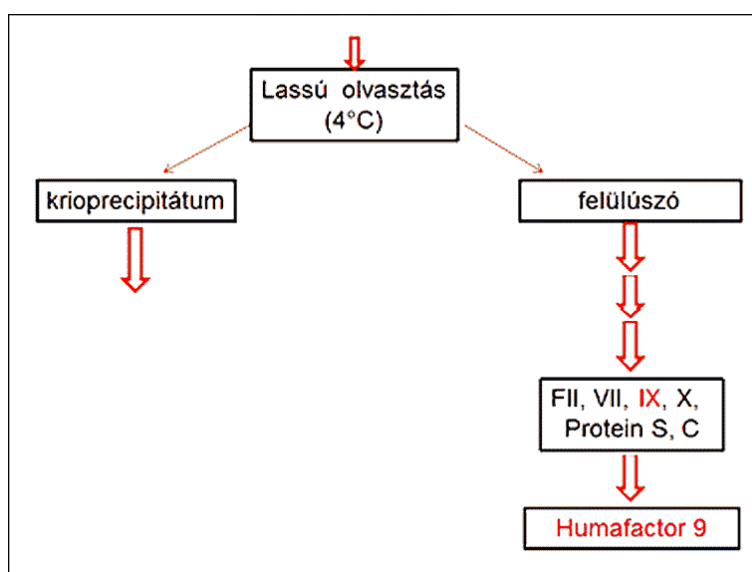 Lassú olvasztás
(4°C)
krioprecipitátum
felülúszó
FII, VII, IX, X,
Protein S, C
Humafactor 9